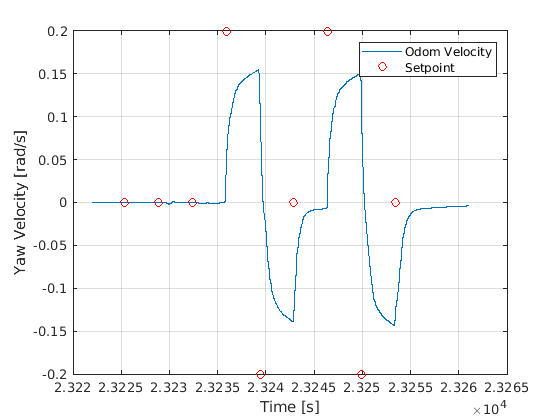 0.2
Odom Velocity
Setpoint
0.15
0.1
0.05
0
-0.05
-0.1
-0.15
-0.2
Yaw Velocity [rad/s]
2.322 2.3225 2.323 2.3235 2.324 2.3245 2.325 2.3255 2.326 2.3265
Time [s]
×10^4